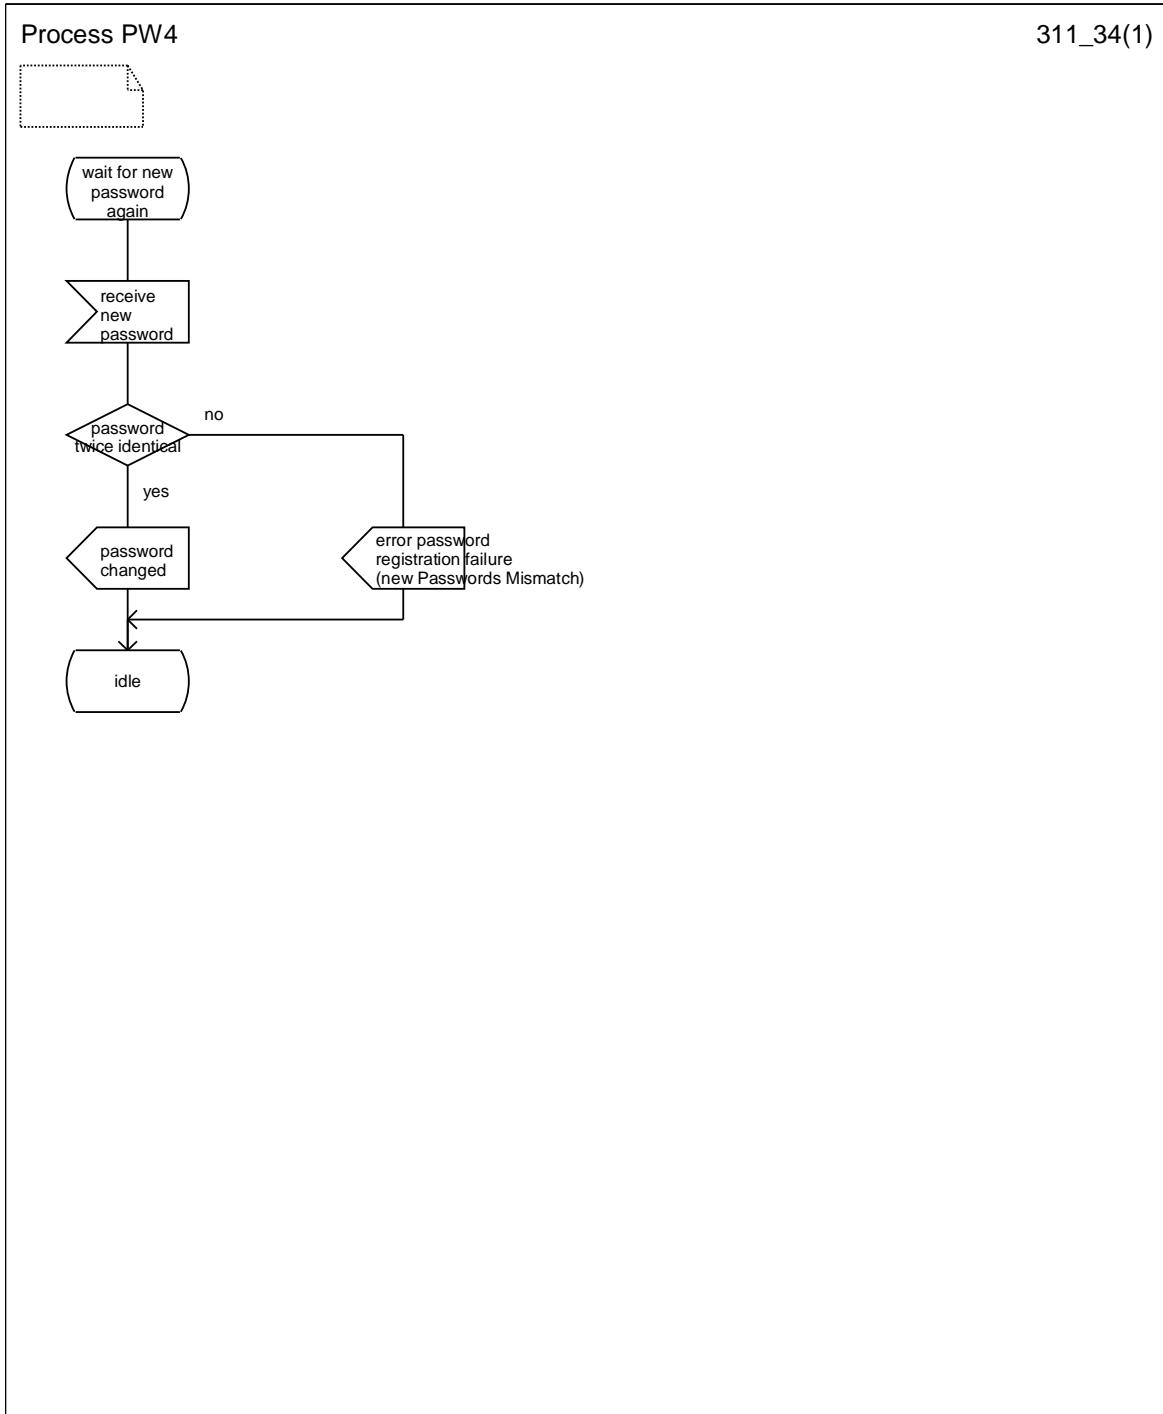 Process PW4
311_34(1)
wait for new
password
again
receive
new
password
password
twice identical
no
yes
password
changed
error password
registration failure
(new Passwords Mismatch)
idle